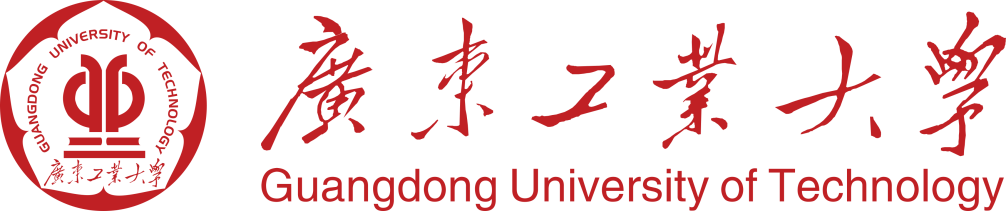 GUANGDONG UNIVERSITY OF TECHNOLOGY
廣東工業大學
廣東工業大學
Guangdong University of Technology